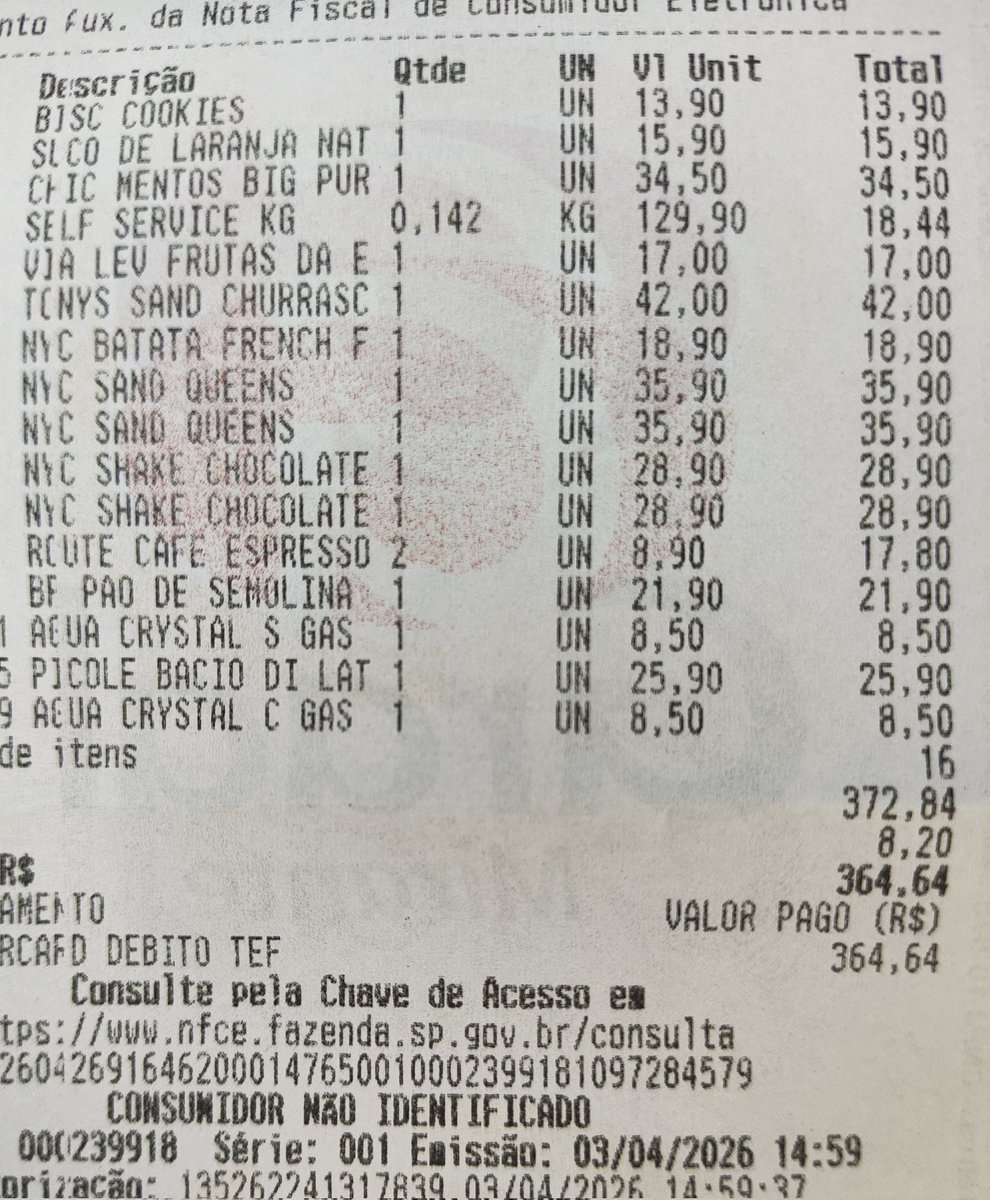 nto Aux. da Nota Fiscal de Consumidor Eletrônica
Descrição Qtde UN Vl Unit Total
BISC COOKIES 1 UN 13,90 13,90
SUCO DE LARANJA NAT 1 UN 15,90 15,90
CHIC MENTOS BIG PUR 1 UN 34,50 34,50
SELF SERVICE KG 0,142 KG 129,90 18,44
VIA LEV FRUTAS DA E 1 UN 17,00 17,00
TONYS SAND CHURRASC 1 UN 42,00 42,00
NYC BATATA FRENCH F 1 UN 18,90 18,90
NYC SAND QUEENS 1 UN 35,90 35,90
NYC SAND QUEENS 1 UN 35,90 35,90
NYC SHAKE CHOCOLATE 1 UN 28,90 28,90
NYC SHAKE CHOCOLATE 1 UN 28,90 28,90
ROUTE CAFE ESPRESSO 2 UN 8,90 17,80
BF PAO DE SEMOLINA 1 UN 21,90 21,90
1 AGUA CRYSTAL S GAS 1 UN 8,50 8,50
5 PICOLE BACIO DI LAT 1 UN 25,90 25,90
9 AGUA CRYSTAL C GAS 1 UN 8,50 8,50
de itens 16
372,84
8,20
R$ 364,64
AMENTO VALOR PAGO (R$)
RCARD DEBITO TEF 364,64
Consulte pela Chave de Acesso em
tps://www.nfce.fazenda.sp.gov.br/consulta
260426916462000147650010002399181097284579
CONSUMIDOR NÃO IDENTIFICADO
000239918 Série: 001 Emissão: 03/04/2026 14:59
orização: 135262241317839 03/04/2026 14:59:37